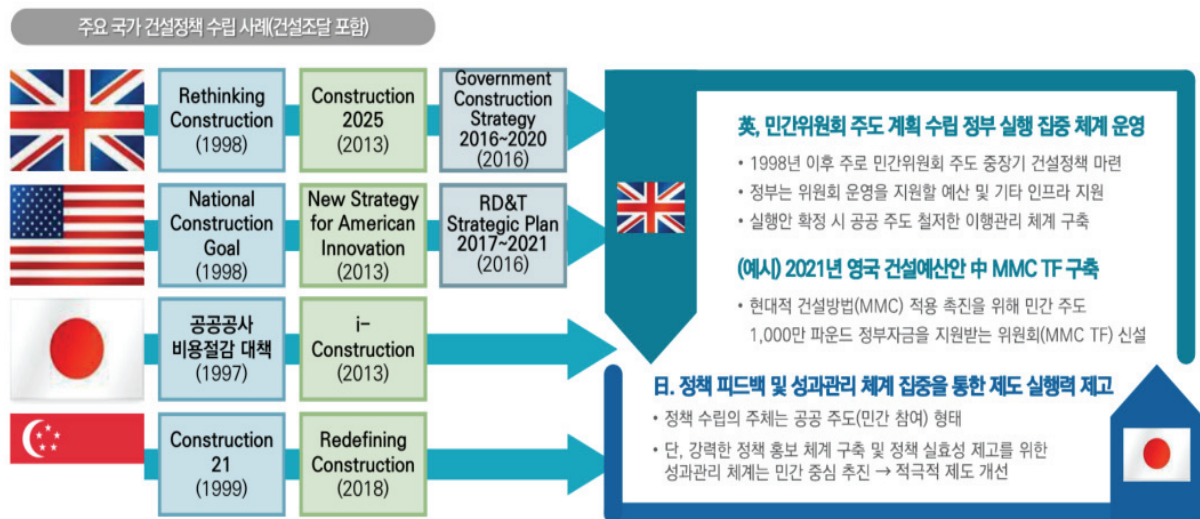 주요 국가 건설정책 수립 사례(건설조달 포함)
Rethinking
Construction
(1998)
Construction
2025
(2013)
Government
Construction
Strategy
2016~2020
(2016)
National
Construction
Goal
(1998)
New Strategy
for American
Innovation
(2013)
RD&T
Strategic Plan
2017~2021
(2016)
공공공사
비용절감 대책
(1997)
i-
Construction
(2013)
Construction
21
(1999)
Redefining
Construction
(2018)
英, 민간위원회 주도 계획 수립 정부 실행 집중 체계 운영
• 1998년 이후 주로 민간위원회 주도 중장기 건설정책 마련
• 정부는 위원회 운영을 지원할 예산 및 기타 인프라 지원
• 실행안 확정 시 공공 주도 철저한 이행관리 체계 구축
(예시) 2021년 영국 건설예산안 中 MMC TF 구축
• 현대적 건설방법(MMC) 적용 촉진을 위해 민간 주도
1,000만 파운드 정부자금을 지원받는 위원회(MMC TF) 신설
日. 정책 피드백 및 성과관리 체계 집중을 통한 제도 실행력 제고
• 정책 수립의 주체는 공공 주도(민간 참여) 형태
• 단, 강력한 정책 홍보 체계 구축 및 정책 실효성 제고를 위한
성과관리 체계는 민간 중심 추진 → 적극적 제도 개선